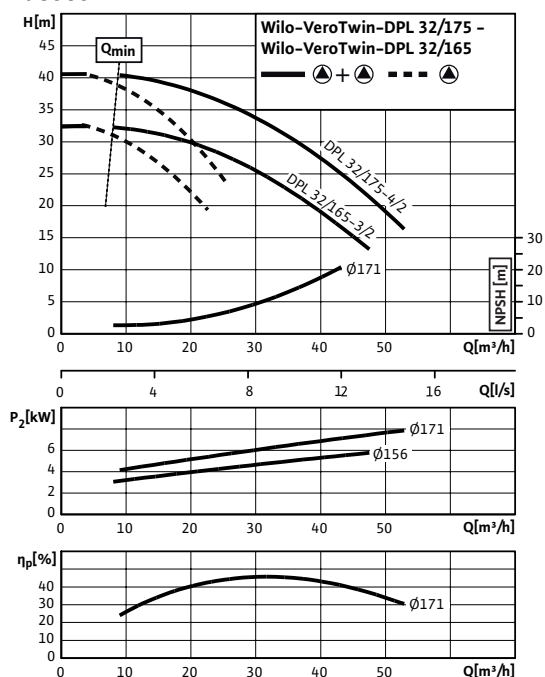 H[m]
Wilo-VeroTwin-DPL 32/175 –
Wilo-VeroTwin-DPL 32/165
+
Qmin
45
40
35
30
25
20
15
10
5
0
DPL 32/175-4/2
DPL 32/165-3/2
Ø171
30
20
10
0
NPSH [m]
0 10 20 30 40 50 Q[m³/h]
0 4 8 12 16 Q[l/s]
P₂[kW]
6
4
2
0
Ø171
Ø156
0 10 20 30 40 50 Q[m³/h]
ηp[%]
40
30
20
10
0
Ø171
0 10 20 30 40 50 Q[m³/h]